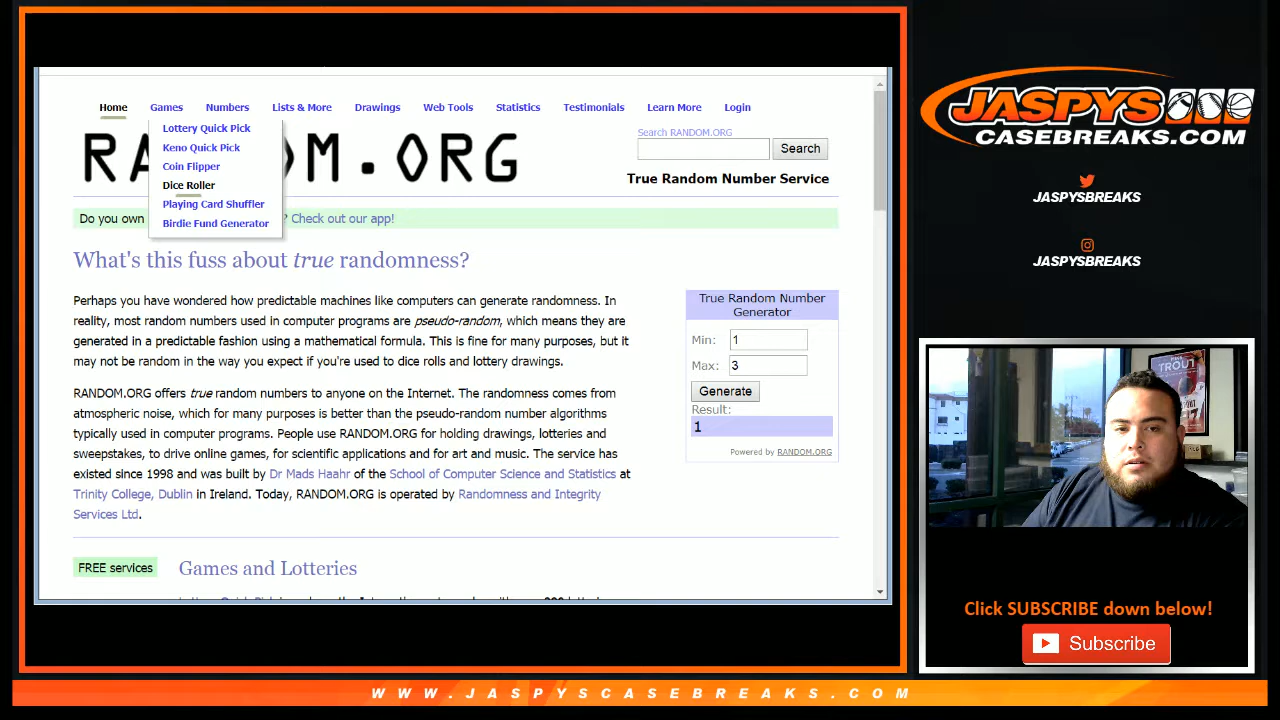 Home Games Numbers Lists & More Drawings Web Tools Statistics Testimonials Learn More Login
Lottery Quick Pick
Keno Quick Pick
Coin Flipper
Dice Roller
Playing Card Shuffler
Birdie Fund Generator
Search RANDOM.ORG
Search
True Random Number Service
Do you own ? Check out our app!
What's this fuss about true randomness?
Perhaps you have wondered how predictable machines like computers can generate randomness. In
reality, most random numbers used in computer programs are pseudo-random, which means they are
generated in a predictable fashion using a mathematical formula. This is fine for many purposes, but it
may not be random in the way you expect if you're used to dice rolls and lottery drawings.
RANDOM.ORG offers true random numbers to anyone on the Internet. The randomness comes from
atmospheric noise, which for many purposes is better than the pseudo-random number algorithms
typically used in computer programs. People use RANDOM.ORG for holding drawings, lotteries and
sweepstakes, to drive online games, for scientific applications and for art and music. The service has
existed since 1998 and was built by Dr Mads Haahr of the School of Computer Science and Statistics at
Trinity College, Dublin in Ireland. Today, RANDOM.ORG is operated by Randomness and Integrity
Services Ltd.
True Random Number
Generator
Min: 1
Max: 3
Generate
Result:
1
Powered by RANDOM.ORG
FREE services
Games and Lotteries
JASPYS
CASEBREAKS.COM
JASPYSBREAKS
JASPYSBREAKS
TROUT
Click SUBSCRIBE down below!
Subscribe
WWW.JASPYSCASEBREAKS.COM